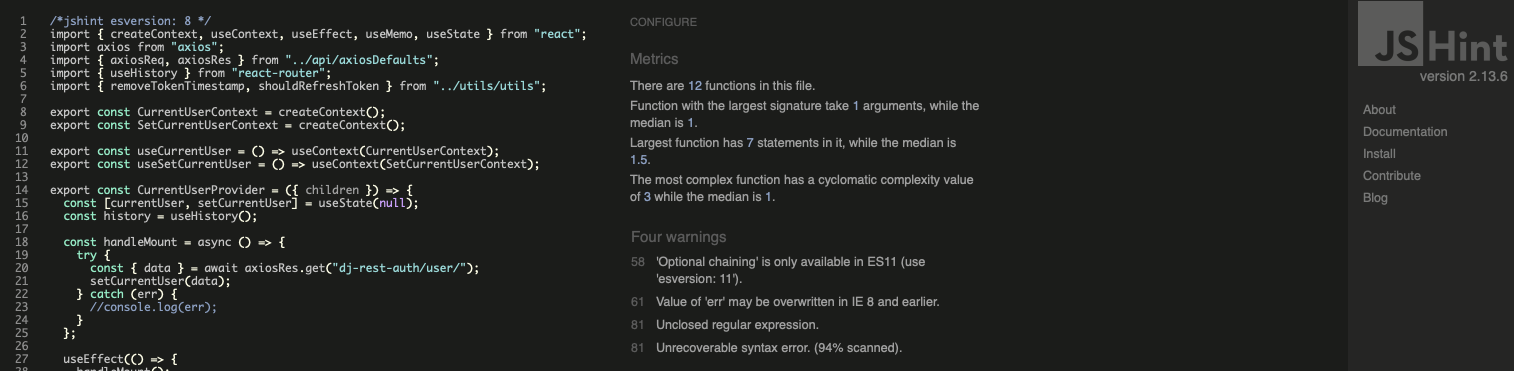 1 /*jshint esversion: 8 */
2 import { createContext, useContext, useEffect, useMemo, useState } from "react";
3 import axios from "axios";
4 import { axiosReq, axiosRes } from "../api/axiosDefaults";
5 import { useHistory } from "react-router";
6 import { removeTokenTimestamp, shouldRefreshToken } from "../utils/utils";
7
8 export const CurrentUserContext = createContext();
9 export const SetCurrentUserContext = createContext();
10
11 export const useCurrentUser = () => useContext(CurrentUserContext);
12 export const useSetCurrentUser = () => useContext(SetCurrentUserContext);
13
14 export const CurrentUserProvider = ({ children }) => {
15 const [currentUser, setCurrentUser] = useState(null);
16 const history = useHistory();
17
18 const handleMount = async () => {
19 try {
20 const { data } = await axiosRes.get("dj-rest-auth/user/");
21 setCurrentUser(data);
22 } catch (err) {
23 //console.log(err);
24 }
25 };
26
27 useEffect(() => {
28 handleMount();
CONFIGURE
Metrics
There are 12 functions in this file.
Function with the largest signature take 1 arguments, while the
median is 1.
Largest function has 7 statements in it, while the median is
1.5.
The most complex function has a cyclomatic complexity value
of 3 while the median is 1.
Four warnings
58 'Optional chaining' is only available in ES11 (use
'esversion: 11').
61 Value of 'err' may be overwritten in IE 8 and earlier.
81 Unclosed regular expression.
81 Unrecoverable syntax error. (94% scanned).
JSHint
version 2.13.6
About
Documentation
Install
Contribute
Blog